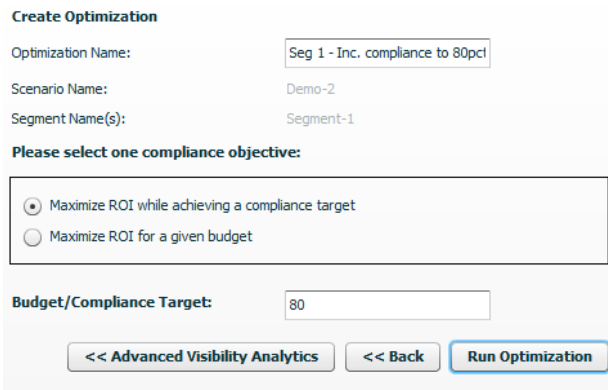 Create Optimization
Optimization Name: Seg 1 - Inc. compliance to 80pct
Scenario Name: Demo-2
Segment Name(s): Segment-1
Please select one compliance objective:
Maximize ROI while achieving a compliance target
Maximize ROI for a given budget
Budget/Compliance Target: 80
<< Advanced Visibility Analytics << Back Run Optimization